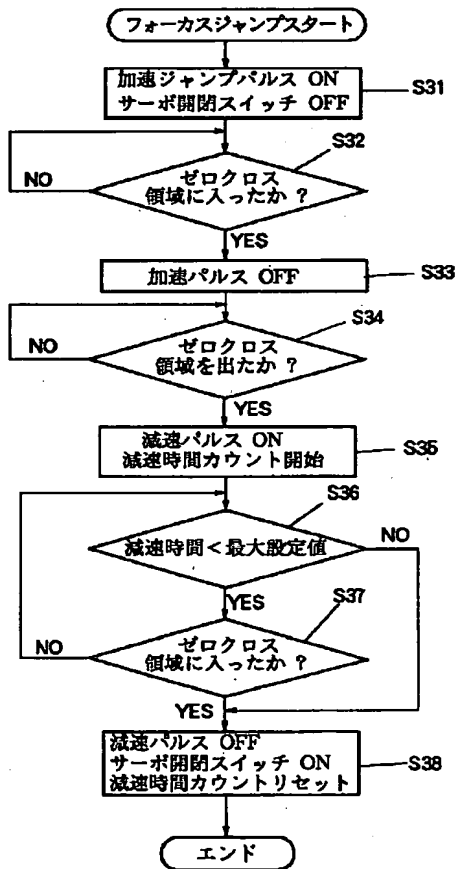 フォーカスジャンプスタート
加速ジャンプパルス ON
サーボ開閉スイッチ OFF
S31
S32
ゼロクロス
領域に入ったか ?
NO
YES
加速パルス OFF
S33
S34
ゼロクロス
領域を出たか ?
NO
YES
減速パルス ON
減速時間カウント開始
S35
S36
減速時間<最大設定値
NO
YES
S37
ゼロクロス
領域に入ったか ?
NO
YES
減速パルス OFF
サーボ開閉スイッチ ON
減速時間カウントリセット
S38
エンド